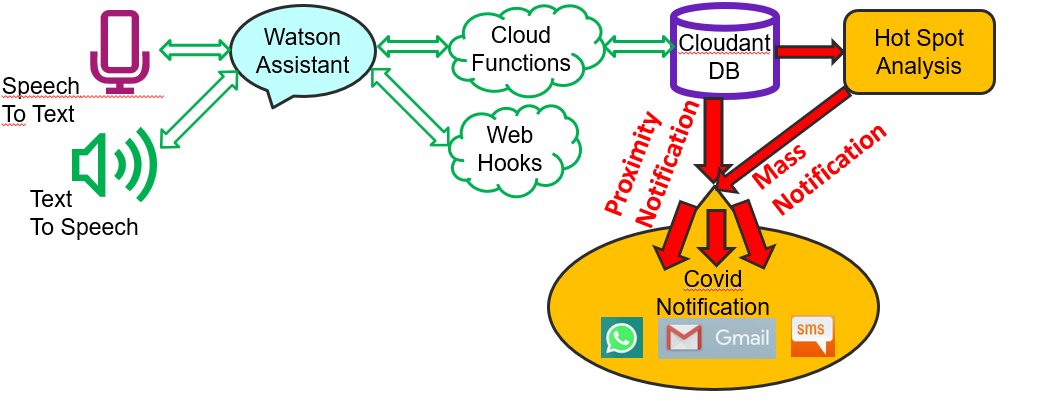 Speech
To Text
Text
To Speech
Watson
Assistant
Cloud
Functions
Web
Hooks
Cloudant
DB
Hot Spot
Analysis
Proximity
Notification
Mass
Notification
Covid
Notification
Gmail
sms